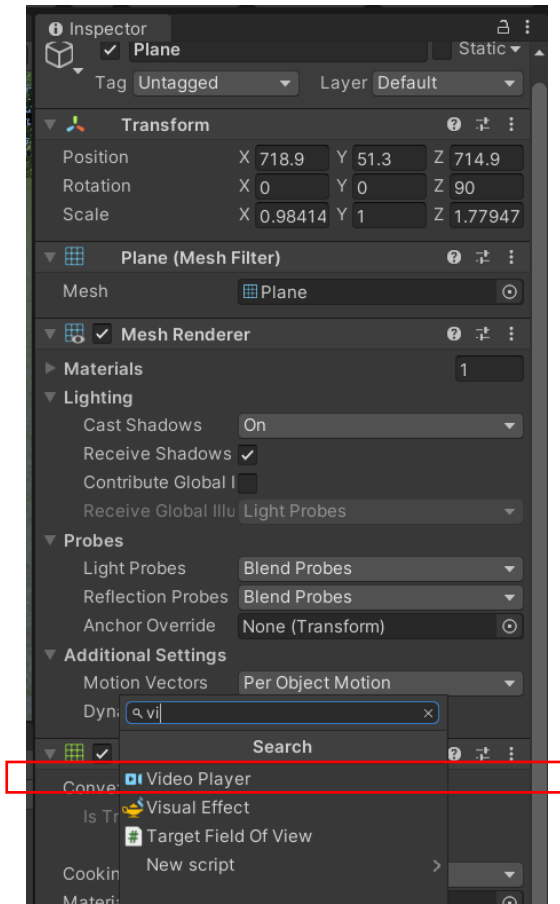 Inspector
Plane Static
Tag Untagged Layer Default
Transform
Position X 718.9 Y 51.3 Z 714.9
Rotation X 0 Y 0 Z 90
Scale X 0.98414 Y 1 Z 1.77947
Plane (Mesh Filter)
Mesh Plane
Mesh Renderer
Materials 1
Lighting
Cast Shadows On
Receive Shadows
Contribute Global I
Receive Global Illu Light Probes
Probes
Light Probes Blend Probes
Reflection Probes Blend Probes
Anchor Override None (Transform)
Additional Settings
Motion Vectors Per Object Motion
Dyna vi
Search
Conve Video Player
Is Tr Visual Effect
# Target Field Of View
Cookin New script
Materi